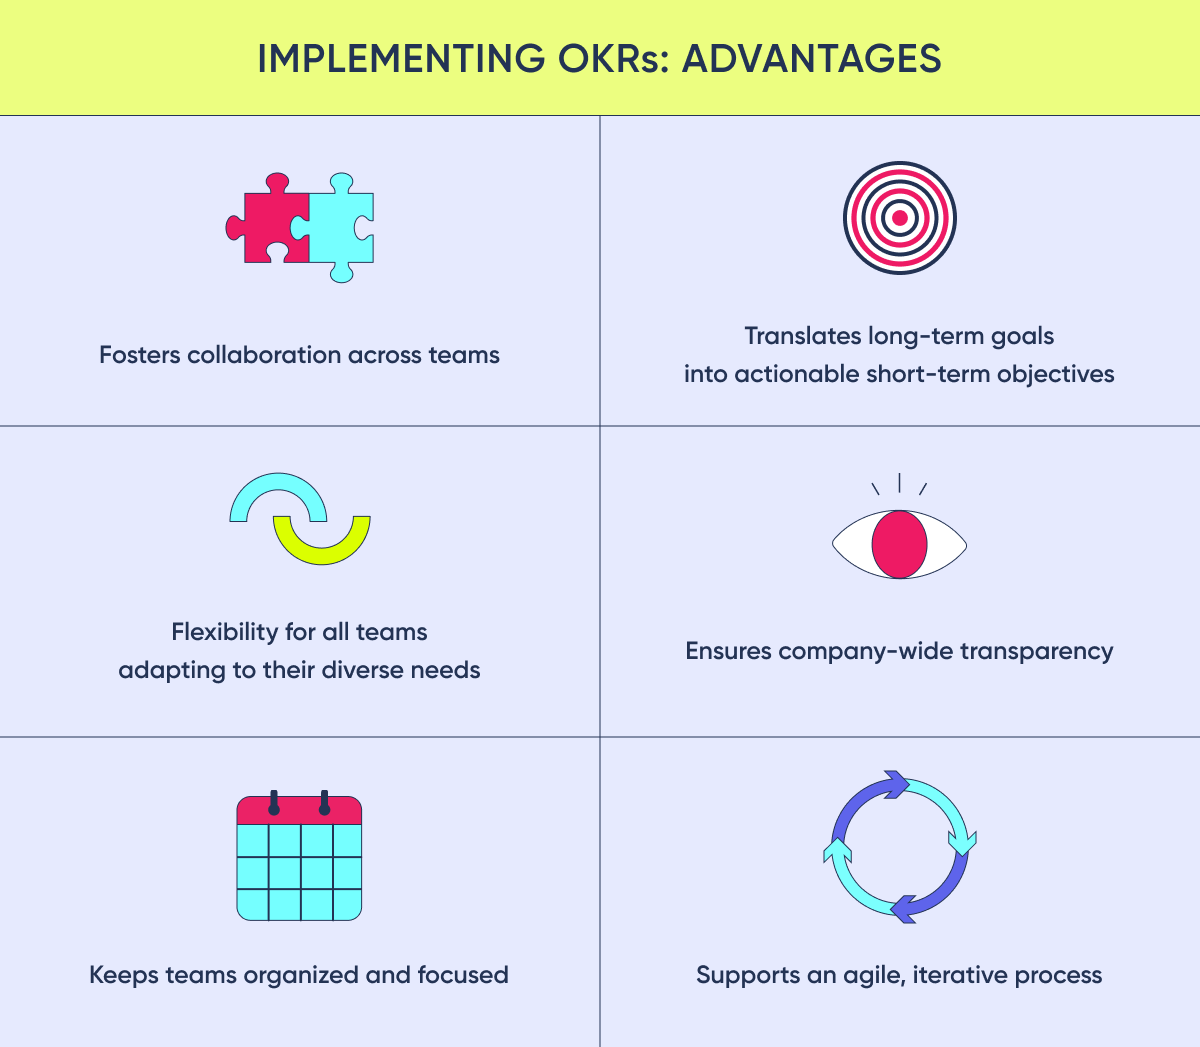 IMPLEMENTING OKRs: ADVANTAGES
Fosters collaboration across teams
Translates long-term goals
into actionable short-term objectives
Flexibility for all teams
adapting to their diverse needs
Ensures company-wide transparency
Keeps teams organized and focused
Supports an agile, iterative process